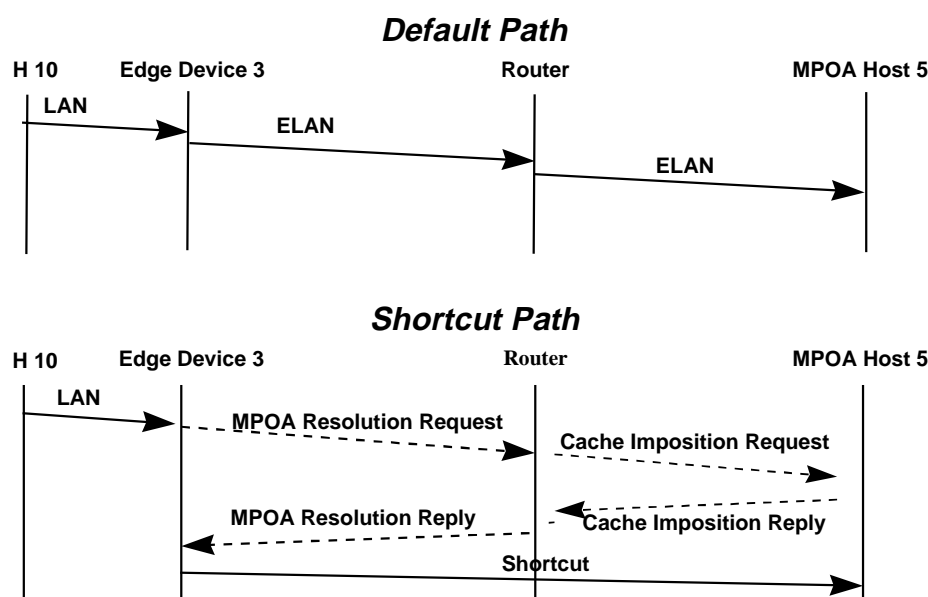 Default Path
H 10 Edge Device 3 Router MPOA Host 5
LAN
ELAN
ELAN
Shortcut Path
H 10 Edge Device 3 Router MPOA Host 5
LAN
MPOA Resolution Request
Cache Imposition Request
MPOA Resolution Reply
Cache Imposition Reply
Shortcut